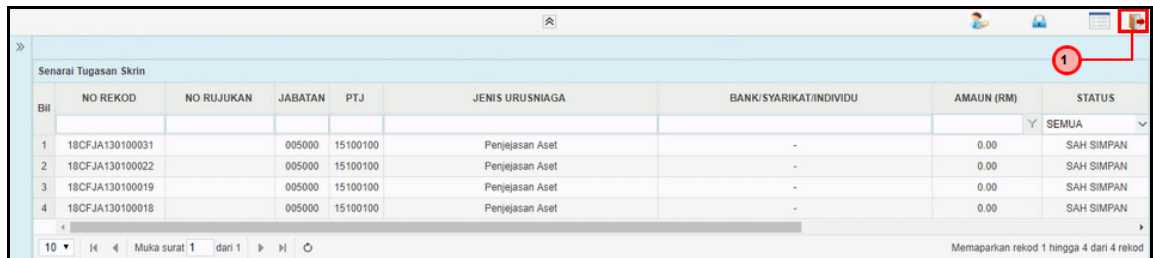 1
Senarai Tugasan Skrin
Bil NO REKOD NO RUJUKAN JABATAN PTJ JENIS URUSNIAGA BANK/SYARIKAT/INDIVIDU AMAUN (RM) STATUS
SEMUA
1 18CFJA130100031 005000 15100100 Penjejasan Aset - 0.00 SAH SIMPAN
2 18CFJA130100022 005000 15100100 Penjejasan Aset - 0.00 SAH SIMPAN
3 18CFJA130100019 005000 15100100 Penjejasan Aset - 0.00 SAH SIMPAN
4 18CFJA130100018 005000 15100100 Penjejasan Aset - 0.00 SAH SIMPAN
10 Muka surat 1 dari 1 Memaparkan rekod 1 hingga 4 dari 4 rekod